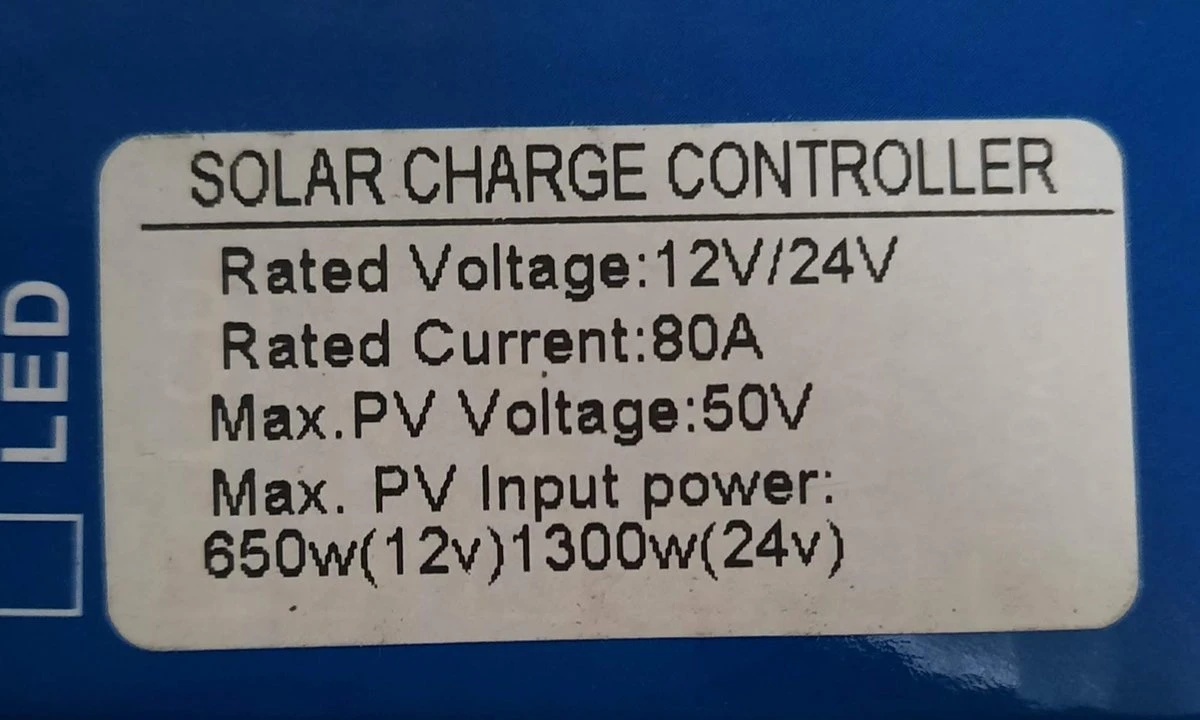 SOLAR CHARGE CONTROLLER
Rated Voltage:12V/24V
Rated Current:80A
Max.PV Voltage:50V
Max. PV Input power:
650w(12v)1300w(24v)
LED